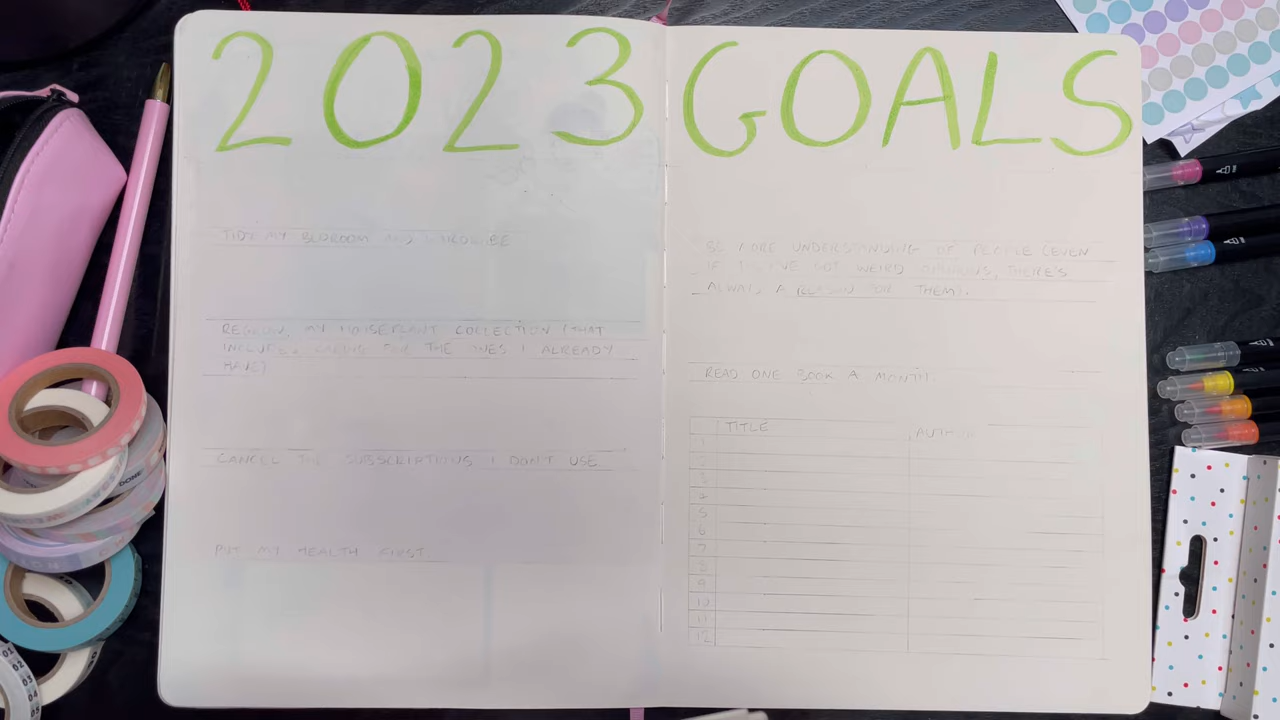 2023 GOALS
TIDY MY BEDROOM AND WARDROBE
REGROW MY HOUSEPLANT COLLECTION (THAT
INCLUDES CARING FOR THE ONES I ALREADY
HAVE)
CANCEL THE SUBSCRIPTIONS I DON'T USE
PUT MY HEALTH FIRST
BE MORE UNDERSTANDING OF PEOPLE (EVEN
IF THEY'VE GOT WEIRD OPINIONS, THERE'S
ALWAYS A REASON FOR THEM).
READ ONE BOOK A MONTH.
TITLE AUTHOR
1
2
3
4
5
6
7
8
9
10
11
12
DONE